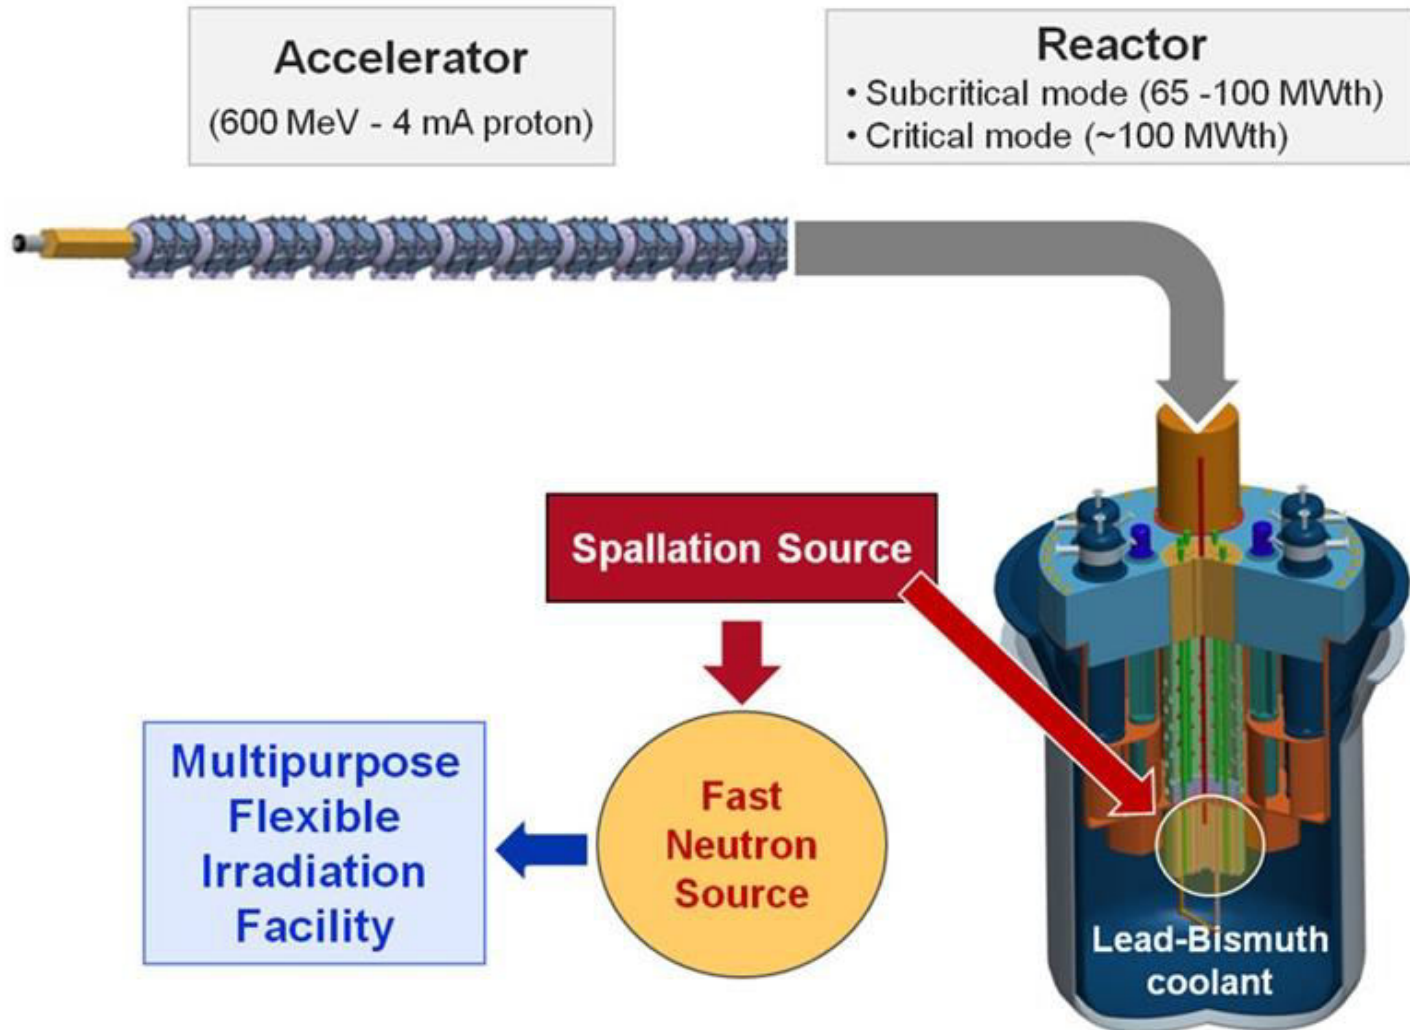 Accelerator
(600 MeV - 4 mA proton)
Reactor
• Subcritical mode (65 -100 MWth)
• Critical mode (~100 MWth)
Spallation Source
Fast
Neutron
Source
Multipurpose
Flexible
Irradiation
Facility
Lead-Bismuth
coolant